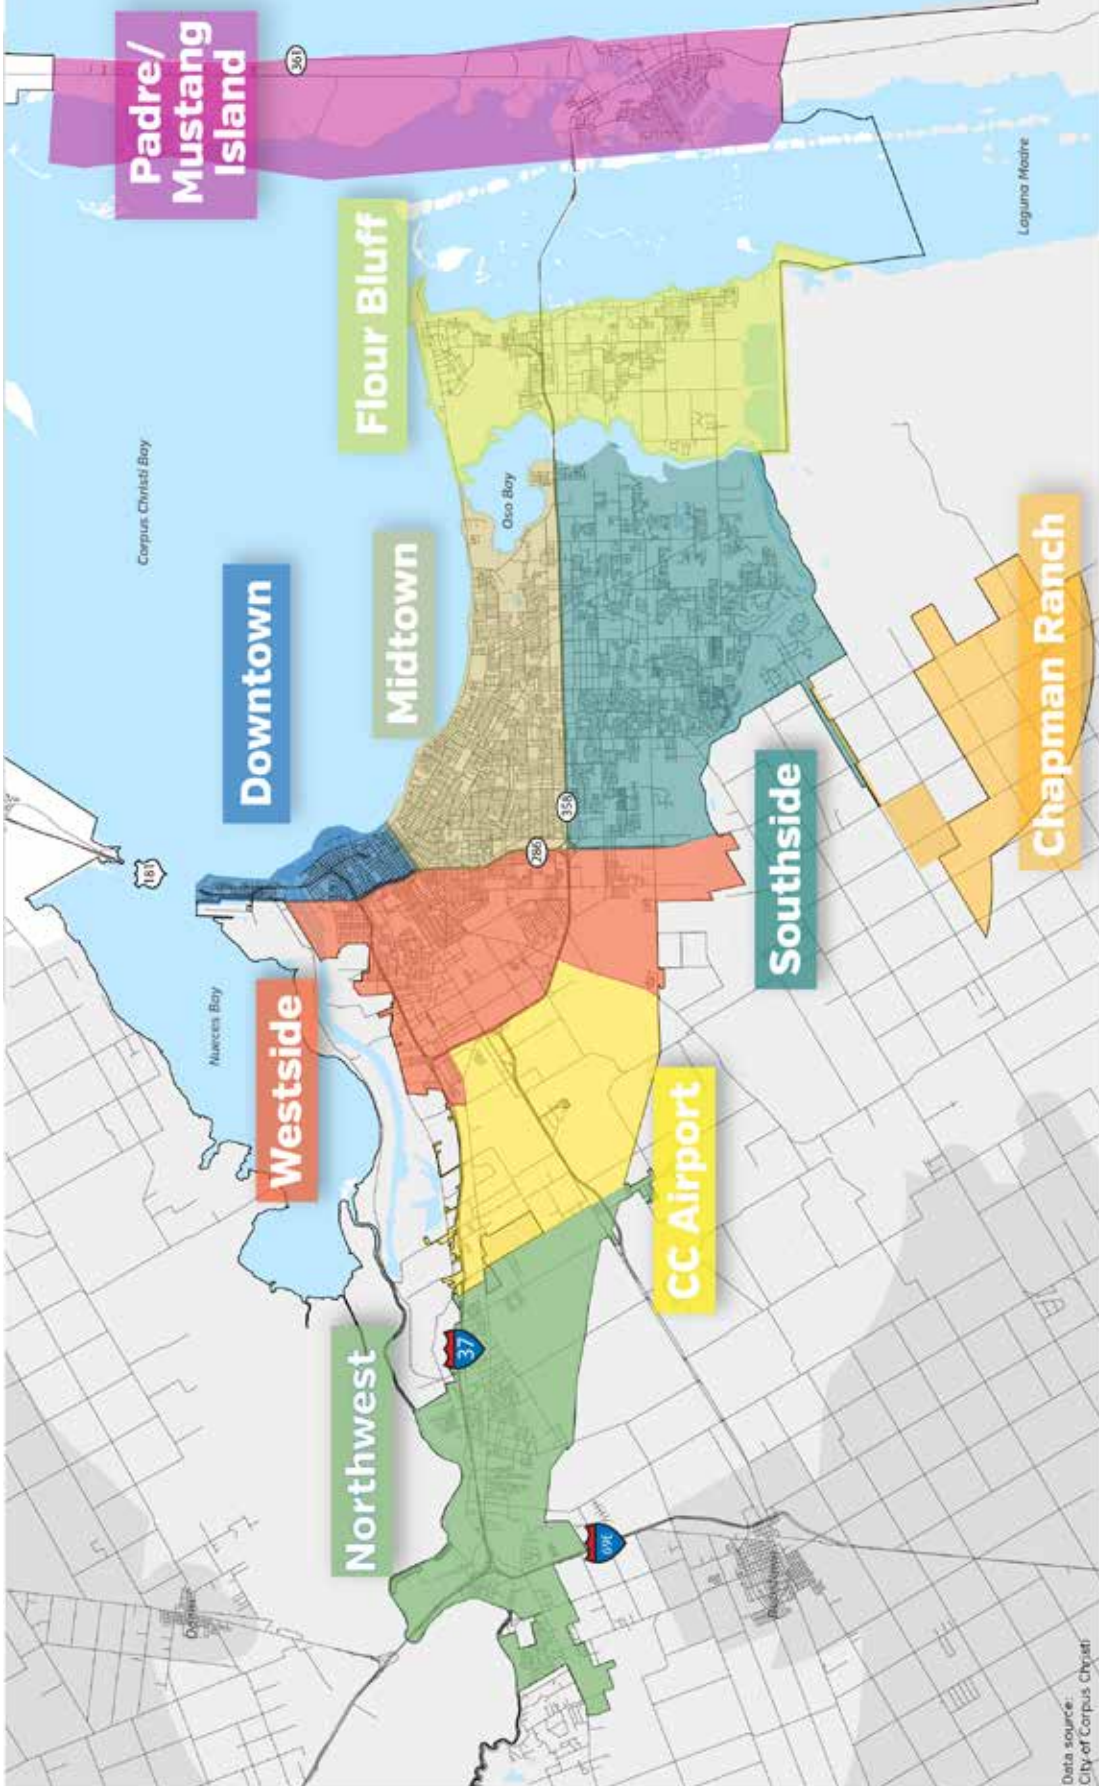 Padre/
Mustang
Island
361
Flour Bluff
Laguna Madre
Corpus Christi Bay
Oso Bay
Downtown
Midtown
181
358
286
Chapman Ranch
Southside
Nueces Bay
Westside
CC Airport
Northwest
37
69E
Data source:
City of Corpus Christi